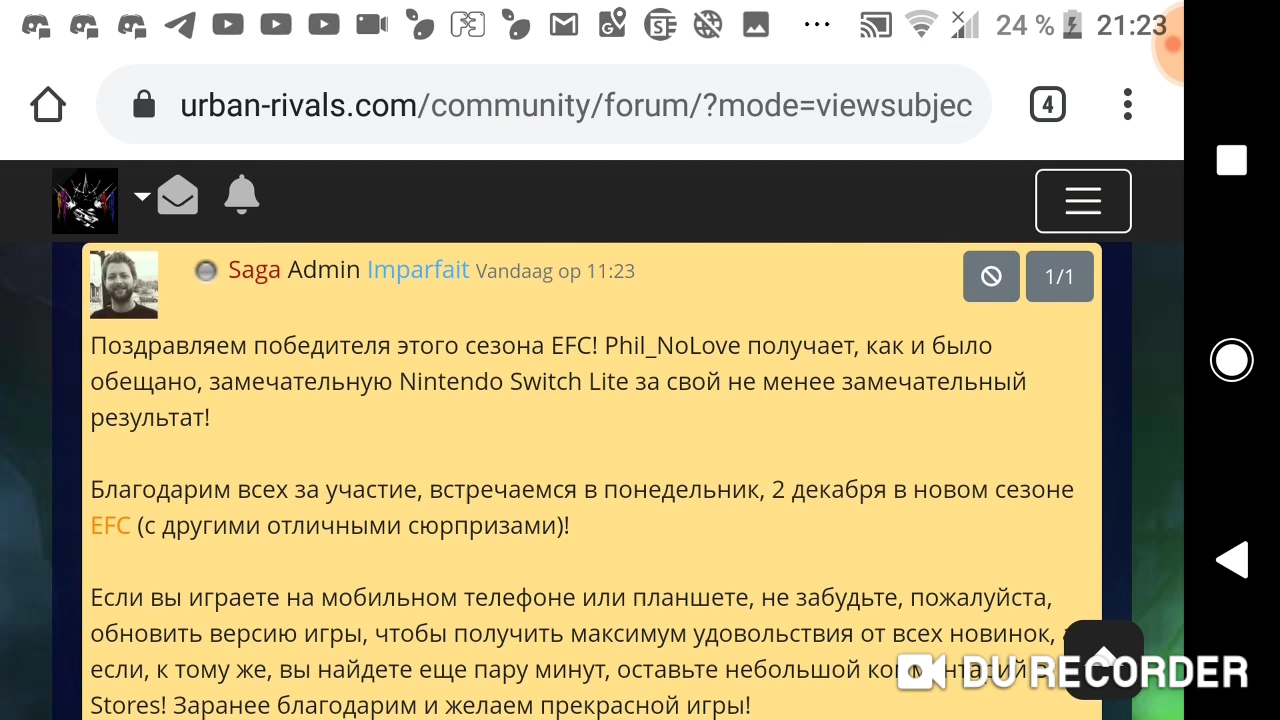 24 % 21:23
urban-rivals.com/community/forum/?mode=viewsubjec
4
Saga Admin Imparfait Vandaag op 11:23
1/1
Поздравляем победителя этого сезона EFC! Phil_NoLove получает, как и было
обещано, замечательную Nintendo Switch Lite за свой не менее замечательный
результат!
Благодарим всех за участие, встречаемся в понедельник, 2 декабря в новом сезоне
EFC (с другими отличными сюрпризами)!
Если вы играете на мобильном телефоне или планшете, не забудьте, пожалуйста,
обновить версию игры, чтобы получить максимум удовольствия от всех новинок,
если, к тому же, вы найдете еще пару минут, оставьте небольшой комментарий
DU RECORDER
Stores! Заранее благодарим и желаем прекрасной игры!